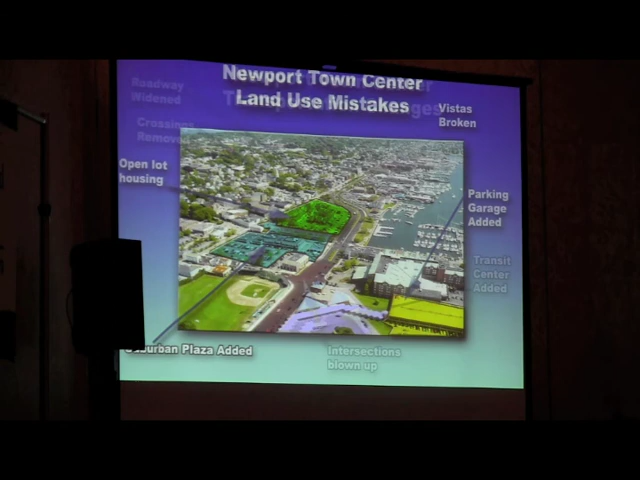 Newport Town Center
Land Use Mistakes
Roadway
Widened
Crossings
Removed
Vistas
Broken
Open lot
housing
Parking
Garage
Added
Transit
Center
Added
Suburban Plaza Added
Intersections
blown up